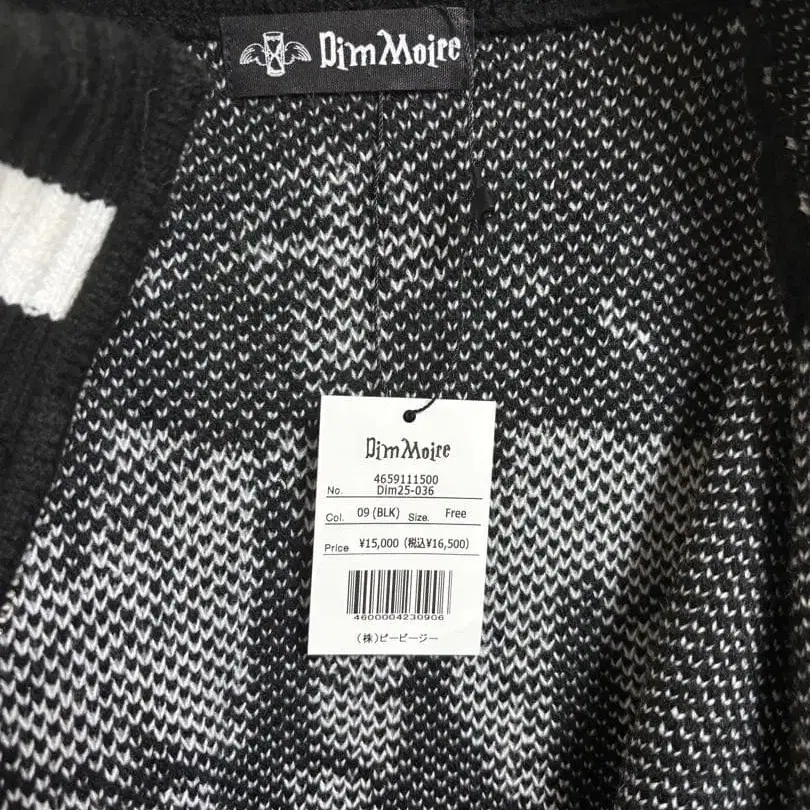 Dim Moire
Dim Moire
4659111500
No. Dim25-036
Col. 09 (BLK) Size. Free
Price ¥15,000 (税込¥16,500)
4600004230906
(株)ピービージー